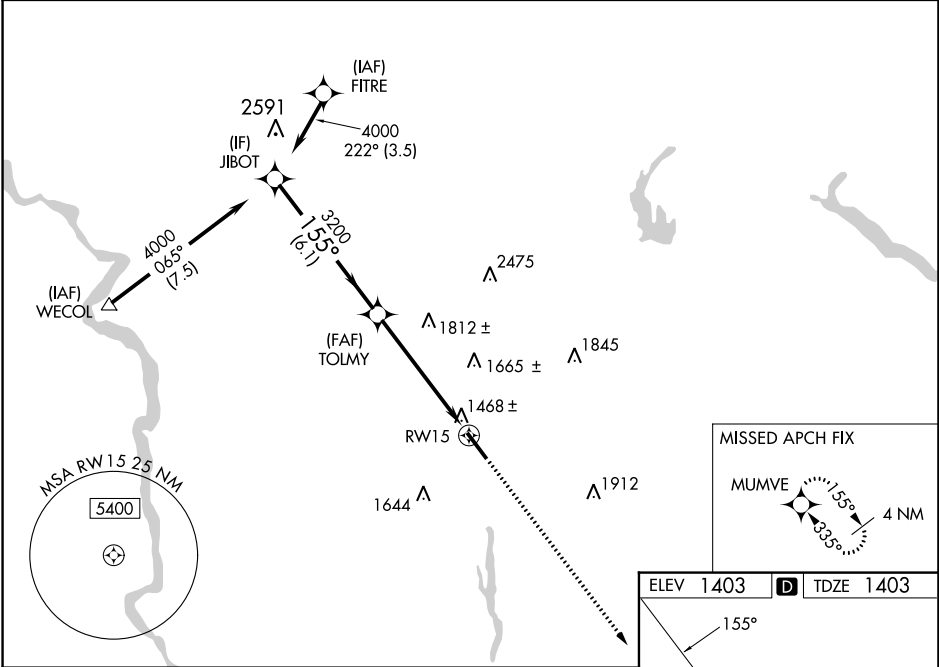 (IAF)
FITRE
2591
4000
222° (3.5)
(IF)
JIBOT
3200
155°
(6.1)
4000
065°
(7.5)
(IAF)
WECOL
2475
1812 ±
(FAF)
TOLMY
1665 ±
1845
1468 ±
RW15
MISSED APCH FIX
MUMVE
155°
4 NM
335°
MSA RW15 25 NM
5400
1644
1912
ELEV 1403 D TDZE 1403
155°